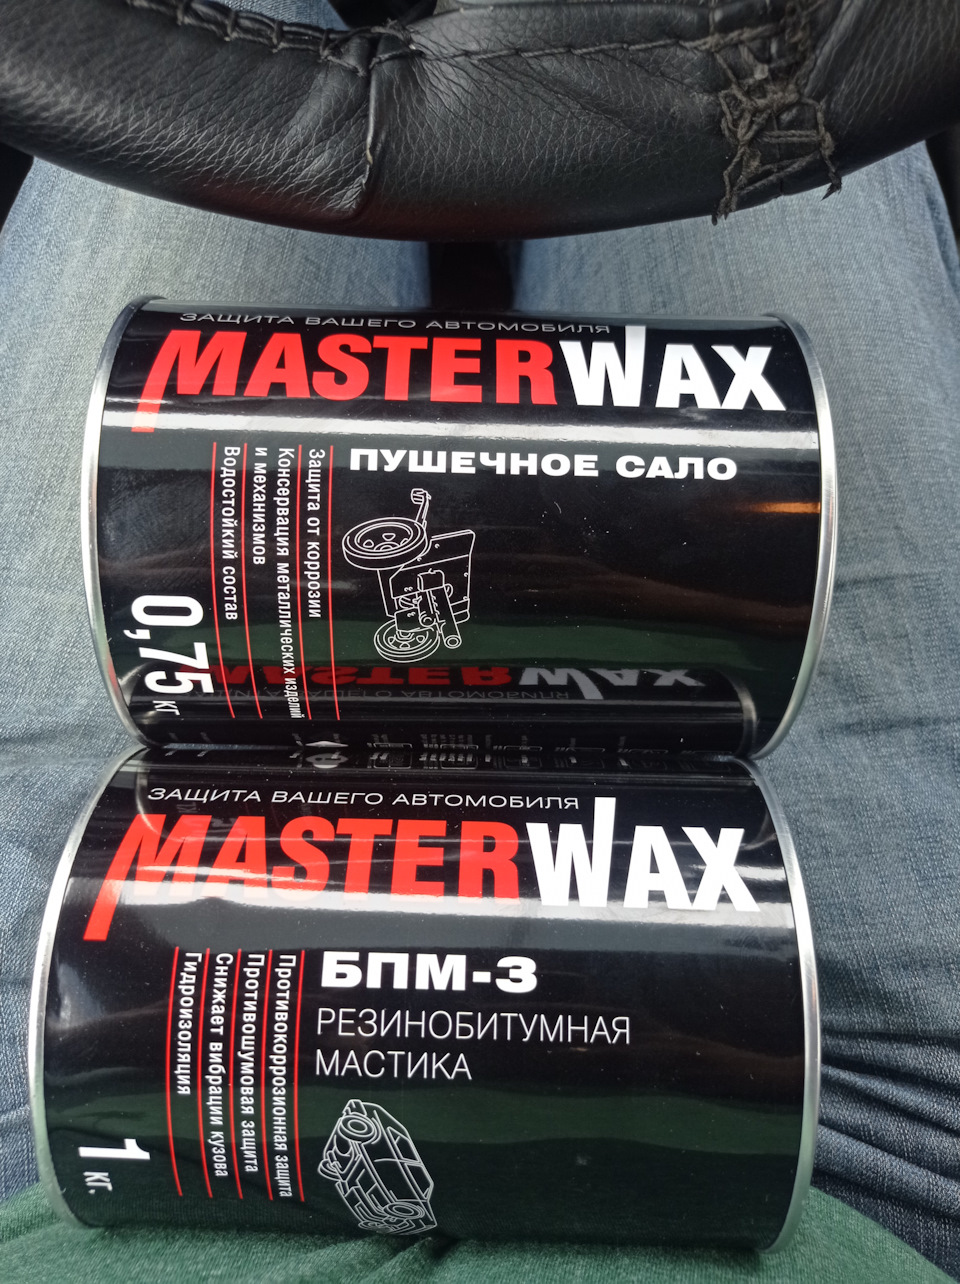 ЗАЩИТА ВАШЕГО АВТОМОБИЛЯ
MASTERWAX
ПУШЕЧНОЕ САЛО
Защита от коррозии
Консервация металлических изделий
и механизмов
Водостойкий состав
0,75 кг
ЗАЩИТА ВАШЕГО АВТОМОБИЛЯ
MASTERWAX
БПМ-3
РЕЗИНОБИТУМНАЯ
МАСТИКА
Противокоррозионная защита
Противошумовая защита
Снижает вибрации кузова
Гидроизоляция
1 кг.